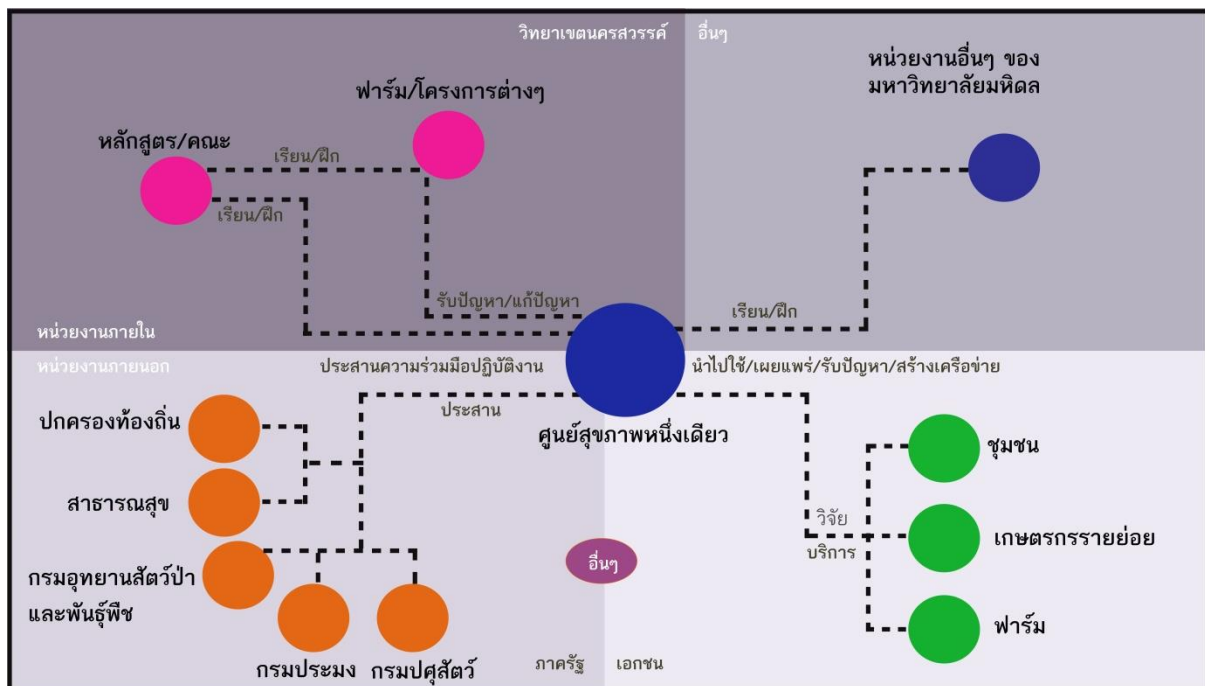 วิทยาเขตนครสวรรค์
อื่นๆ
ฟาร์ม/โครงการต่างๆ
หน่วยงานอื่นๆ ของ
มหาวิทยาลัยมหิดล
หลักสูตร/คณะ
เรียน/ฝึก
เรียน/ฝึก
รับปัญหา/แก้ปัญหา
เรียน/ฝึก
หน่วยงานภายใน
หน่วยงานภายนอก
ประสานความร่วมมือปฏิบัติงาน
นำไปใช้/เผยแพร่/รับปัญหา/สร้างเครือข่าย
ประสาน
ศูนย์สุขภาพหนึ่งเดียว
ปกครองท้องถิ่น
ชุมชน
สาธารณสุข
วิจัย
บริการ
เกษตรกรรายย่อย
อื่นๆ
กรมอุทยานสัตว์ป่า
และพันธุ์พืช
ฟาร์ม
กรมประมง
กรมปศุสัตว์
ภาครัฐ
เอกชน